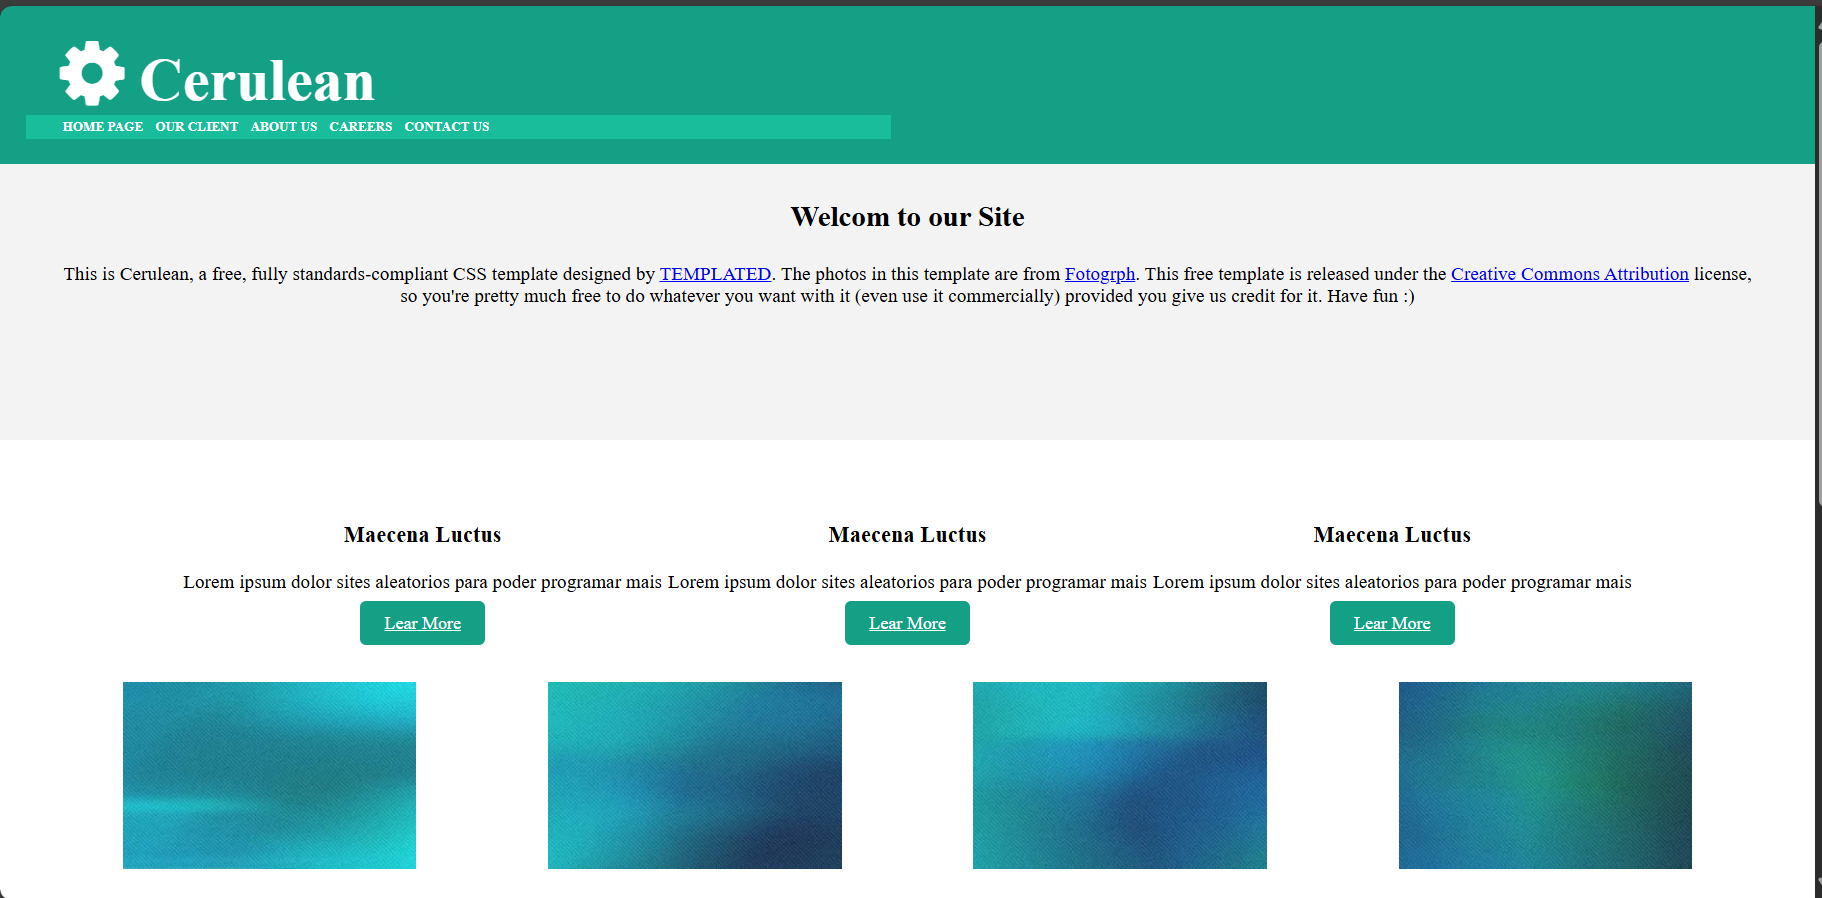 Cerulean
HOME PAGE OUR CLIENT ABOUT US CAREERS CONTACT US
Welcom to our Site
This is Cerulean, a free, fully standards-compliant CSS template designed by TEMPLATED. The photos in this template are from Fotogrph. This free template is released under the Creative Commons Attribution license,
so you're pretty much free to do whatever you want with it (even use it commercially) provided you give us credit for it. Have fun :)
Maecena Luctus
Lorem ipsum dolor sites aleatorios para poder programar mais
Lear More
Maecena Luctus
Lorem ipsum dolor sites aleatorios para poder programar mais
Lear More
Maecena Luctus
Lorem ipsum dolor sites aleatorios para poder programar mais
Lear More